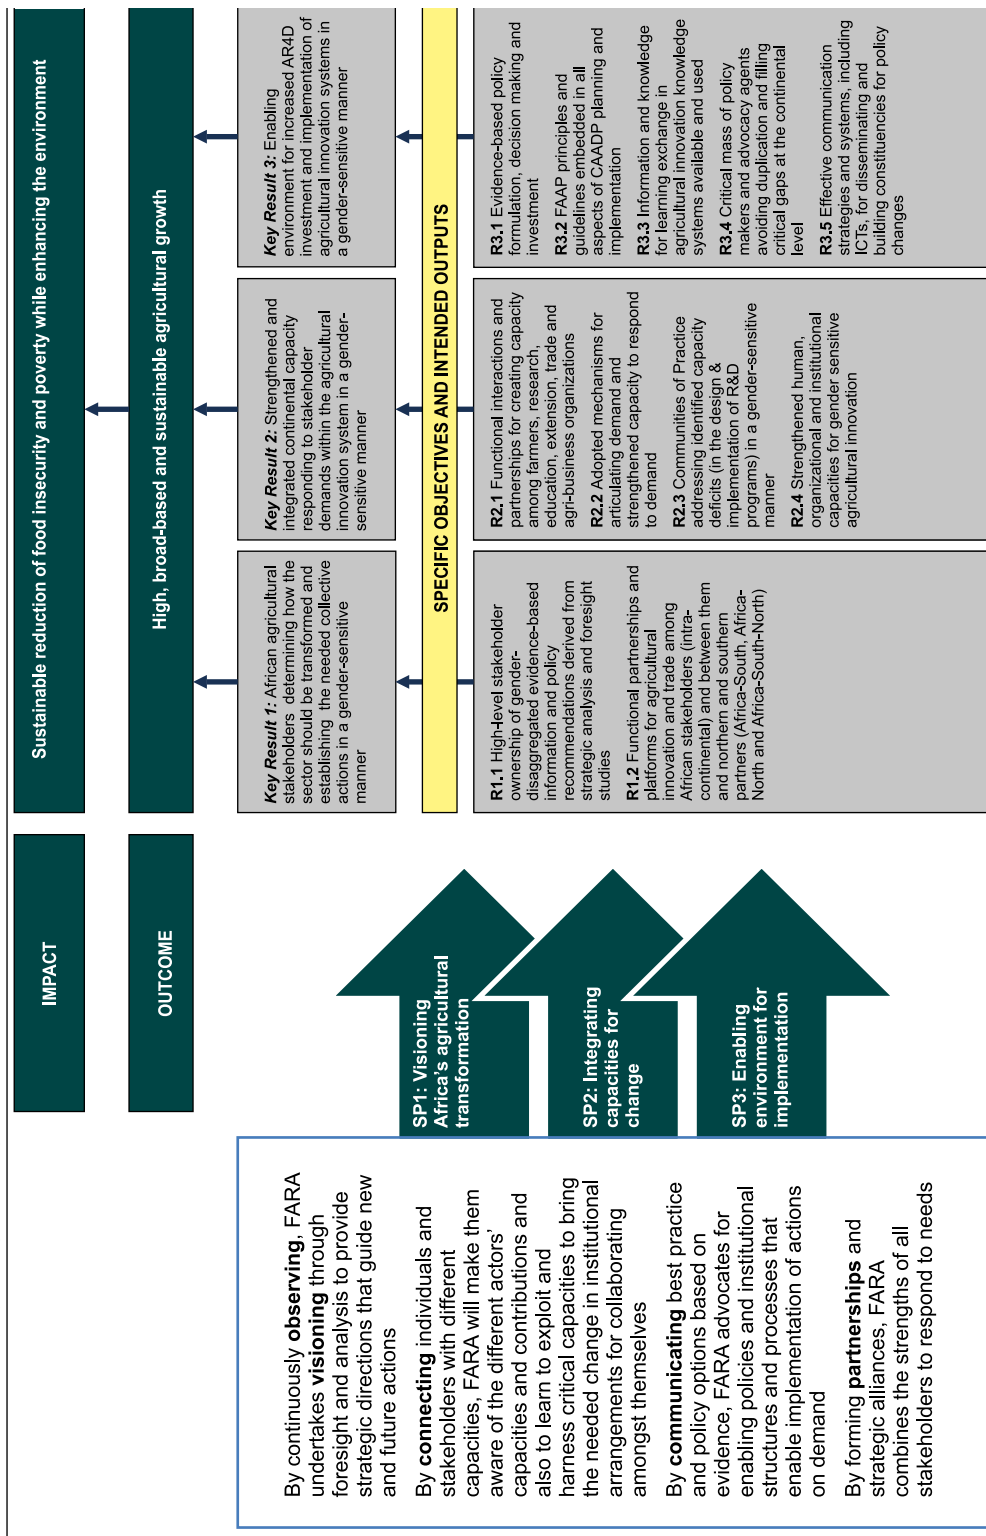 IMPACT
Sustainable reduction of food insecurity and poverty while enhancing the environment
OUTCOME
High, broad-based and sustainable agricultural growth
By continuously observing, FARA
undertakes visioning through
foresight and analysis to provide
strategic directions that guide new
and future actions
By connecting individuals and
stakeholders with different
capacities, FARA will make them
aware of the different actors’
capacities and contributions and
also to learn to exploit and
harness critical capacities to bring
the needed change in institutional
arrangements for collaborating
amongst themselves
By communicating best practice
and policy options based on
evidence, FARA advocates for
enabling policies and institutional
structures and processes that
enable implementation of actions
on demand
By forming partnerships and
strategic alliances, FARA
combines the strengths of all
stakeholders to respond to needs
SP1: Visioning
Africa’s agricultural
transformation
SP2: Integrating
capacities for
change
SP3: Enabling
environment for
implementation
Key Result 1: African agricultural
stakeholders determining how the
sector should be transformed and
establishing the needed collective
actions in a gender-sensitive
manner
Key Result 2: Strengthened and
integrated continental capacity
responding to stakeholder
demands within the agricultural
innovation system in a gender-
sensitive manner
Key Result 3: Enabling
environment for increased AR4D
investment and implementation of
agricultural innovation systems in
a gender-sensitive manner
SPECIFIC OBJECTIVES AND INTENDED OUTPUTS
R1.1 High-level stakeholder
ownership of gender-
disaggregated evidence-based
information and policy
recommendations derived from
strategic analysis and foresight
studies
R1.2 Functional partnerships and
platforms for agricultural
innovation and trade among
African stakeholders (intra-
continental) and between them
and northern and southern
partners (Africa-South, Africa-
North and Africa-South-North)
R2.1 Functional interactions and
partnerships for creating capacity
among farmers, research,
education, extension, trade and
agri-business organizations
R2.2 Adopted mechanisms for
articulating demand and
strengthened capacity to respond
to demand
R2.3 Communities of Practice
addressing identified capacity
deficits (in the design &
implementation of R&D
programs) in a gender-sensitive
manner
R2.4 Strengthened human,
organizational and institutional
capacities for gender sensitive
agricultural innovation
R3.1 Evidence-based policy
formulation, decision making and
investment
R3.2 FAAP principles and
guidelines embedded in all
aspects of CAADP planning and
implementation
R3.3 Information and knowledge
for learning exchange in
agricultural innovation knowledge
systems available and used
R3.4 Critical mass of policy
makers and advocacy agents
avoiding duplication and filling
critical gaps at the continental
level
R3.5 Effective communication
strategies and systems, including
ICTs, for disseminating and
building constituencies for policy
changes